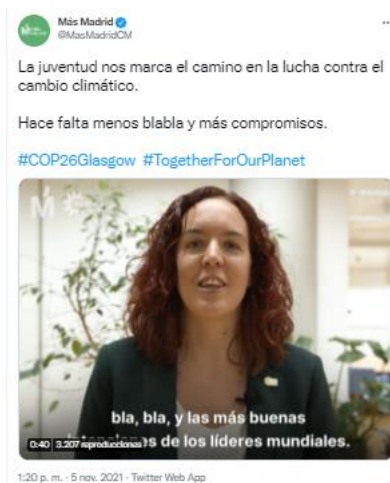 Más Madrid
@MasMadridCM
La juventud nos marca el camino en la lucha contra el
cambio climático.
Hace falta menos blabla y más compromisos.
#COP26Glasgow #TogetherForOurPlanet
M
bla, bla, y las más buenas
0:40 3.207 reproducciones de los líderes mundiales.
1:20 p. m. · 5 nov. 2021 · Twitter Web App